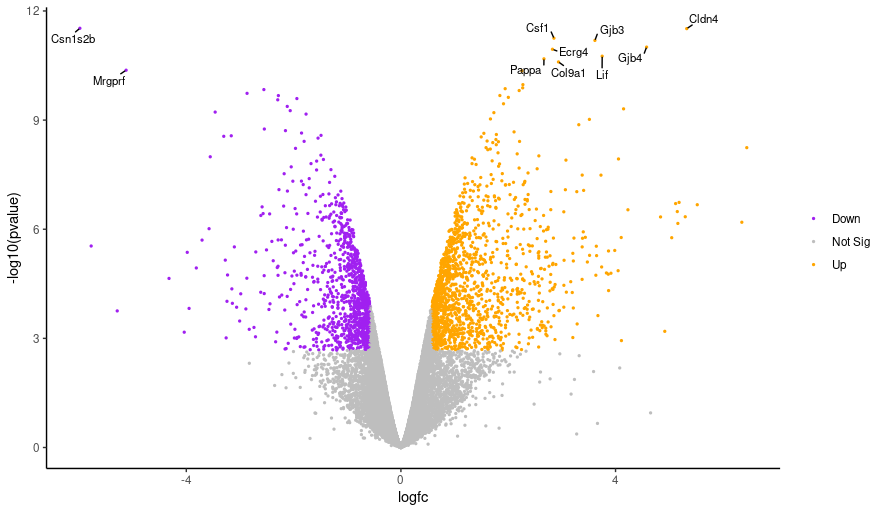 12
9
6
3
0
-4
0
4
-log10(pvalue)
logfc
Csn1s2b
Mrgprf
Csf1
Gjb3
Cldn4
Ecrg4
Gjb4
Pappa
Col9a1
Lif
Down
Not Sig
Up